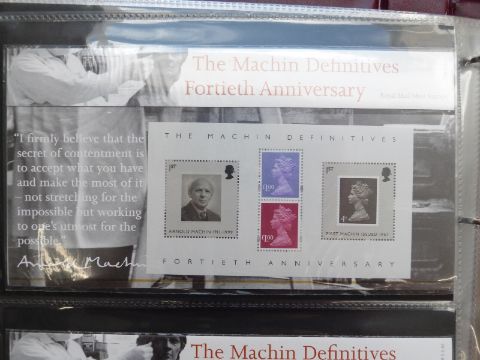 The Machin Definitives
Fortieth Anniversary
Royal Mail Mint Stamps
"I firmly believe that the
secret of contentment is
to accept what you have
and make the most of it
– not stretching for the
impossible but working
to one's utmost for the
possible."
Arnold Machin
THE MACHIN DEFINITIVES
1ST
ARNOLD MACHIN 1911-1999
£1.00
£1.00
1ST
4D
FIRST MACHIN ISSUED 1967
FORTIETH ANNIVERSARY
The Machin Definitives